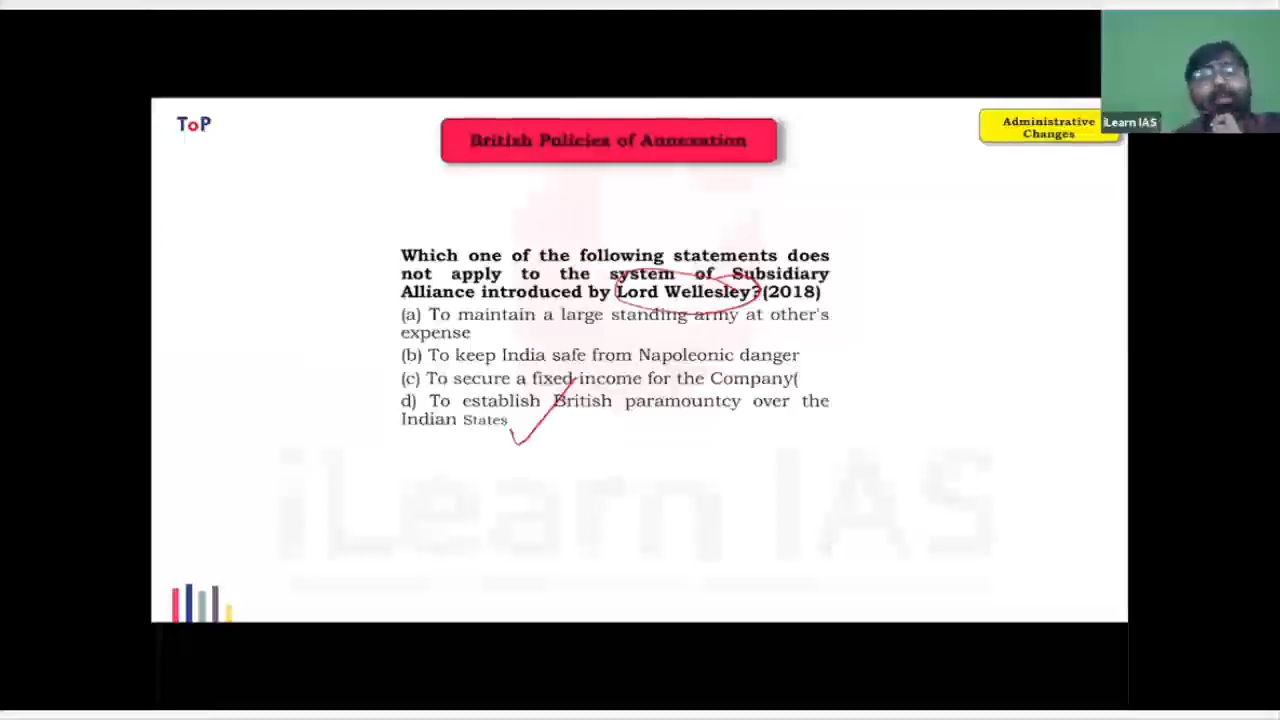 ToP
British Policies of Annexation
Administrative
Changes
iLearn IAS
Which one of the following statements does
not apply to the system of Subsidiary
Alliance introduced by Lord Wellesley?(2018)
(a) To maintain a large standing army at other's
expense
(b) To keep India safe from Napoleonic danger
(c) To secure a fixed income for the Company(
d) To establish British paramountcy over the
Indian States
iLearn IAS